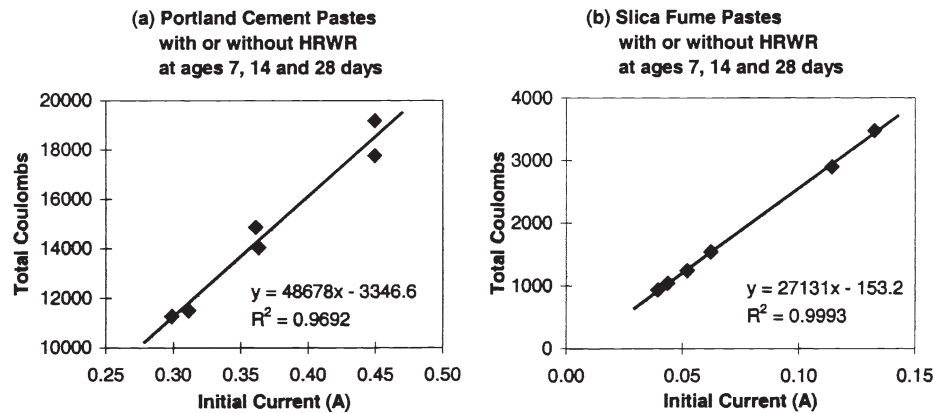 (a) Portland Cement Pastes
with or without HRWR
at ages 7, 14 and 28 days
20000
18000
16000
14000
12000
10000
Total Coulombs
y = 48678x - 3346.6
R² = 0.9692
0.25 0.30 0.35 0.40 0.45 0.50
Initial Current (A)
(b) Slica Fume Pastes
with or without HRWR
at ages 7, 14 and 28 days
4000
3000
2000
1000
0
Total Coulombs
y = 27131x - 153.2
R² = 0.9993
0.00 0.05 0.10 0.15
Initial Current (A)